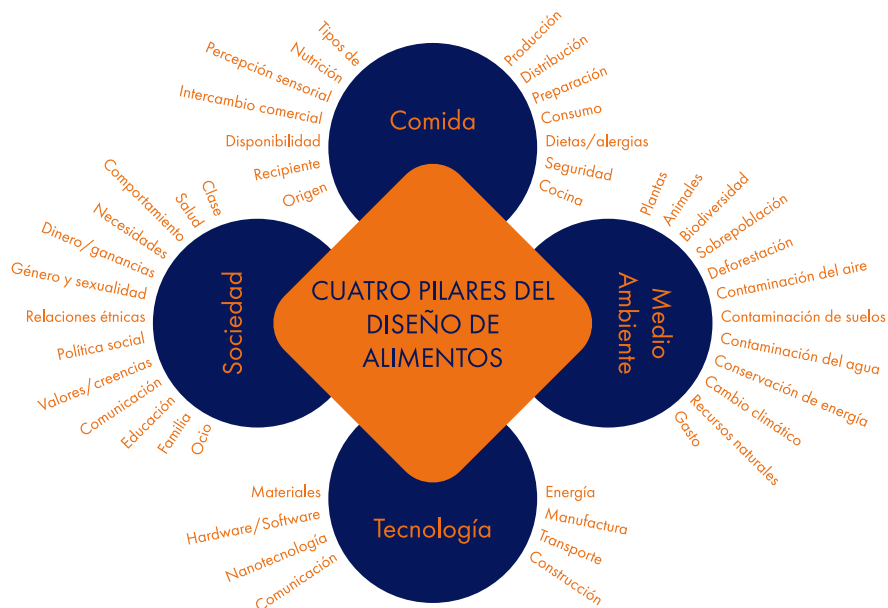 Tipos de
Nutrición
Percepción sensorial
Intercambio comercial
Disponibilidad
Recipiente
Origen
Comida
Producción
Distribución
Preparación
Consumo
Dietas/alergias
Seguridad
Cocina
Clase
Salud
Comportamiento
Necesidades
Dinero/ganancias
Género y sexualidad
Relaciones étnicas
Política social
Valores/creencias
Comunicación
Educación
Familia
Ocio
Sociedad
CUATRO PILARES DEL
DISEÑO DE
ALIMENTOS
Medio
Ambiente
Plantas
Animales
Biodiversidad
Sobrepoblación
Deforestación
Contaminación del aire
Contaminación de suelos
Contaminación del agua
Conservación de energía
Cambio climático
Recursos naturales
Gasto
Materiales
Hardware/Software
Nanotecnología
Comunicación
Tecnología
Energía
Manufactura
Transporte
Construcción